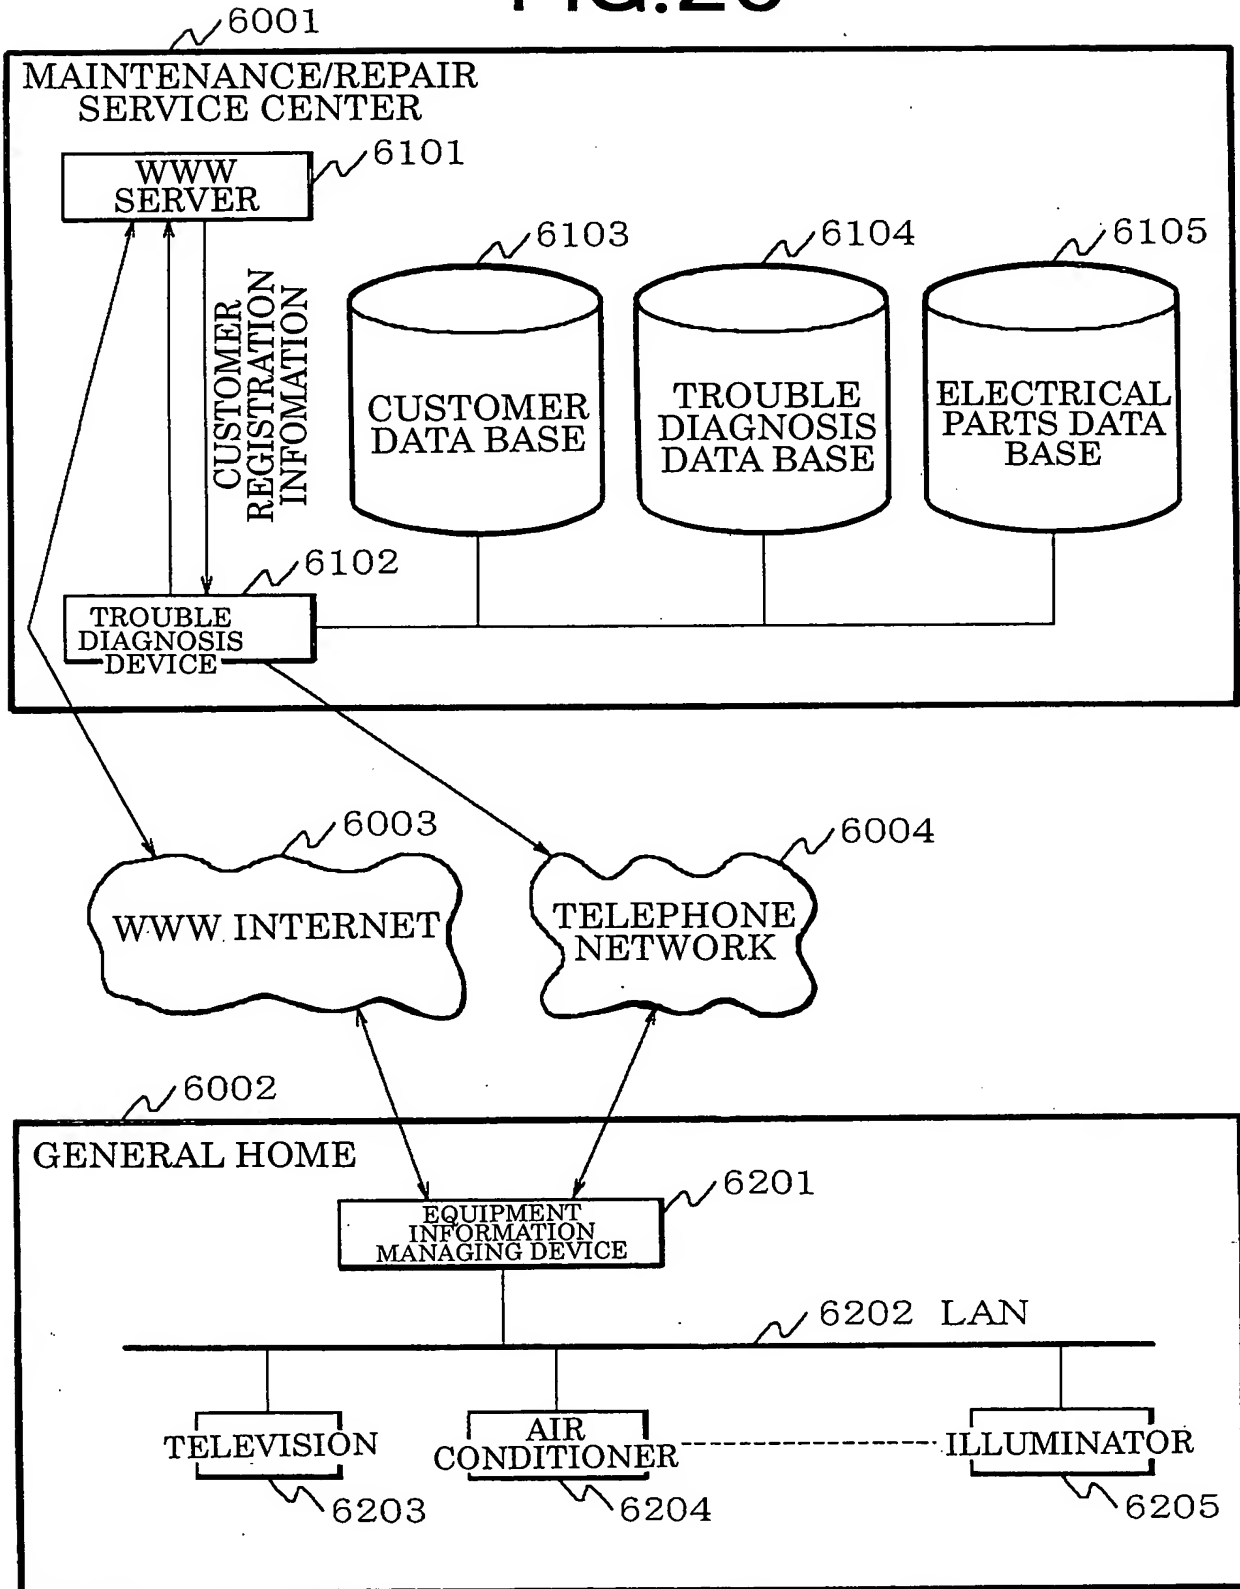 6001
MAINTENANCE/REPAIR
SERVICE CENTER
6101
WWW
SERVER
6103
6104
6105
CUSTOMER
REGISTRATION
INFOMATION
CUSTOMER
DATA BASE
TROUBLE
DIAGNOSIS
DATA BASE
ELECTRICAL
PARTS DATA
BASE
6102
TROUBLE
DIAGNOSIS
DEVICE
6003
6004
WWW INTERNET
TELEPHONE
NETWORK
6002
GENERAL HOME
6201
EQUIPMENT
INFORMATION
MANAGING DEVICE
6202 LAN
TELEVISION
AIR
CONDITIONER
ILLUMINATOR
6203
6204
6205